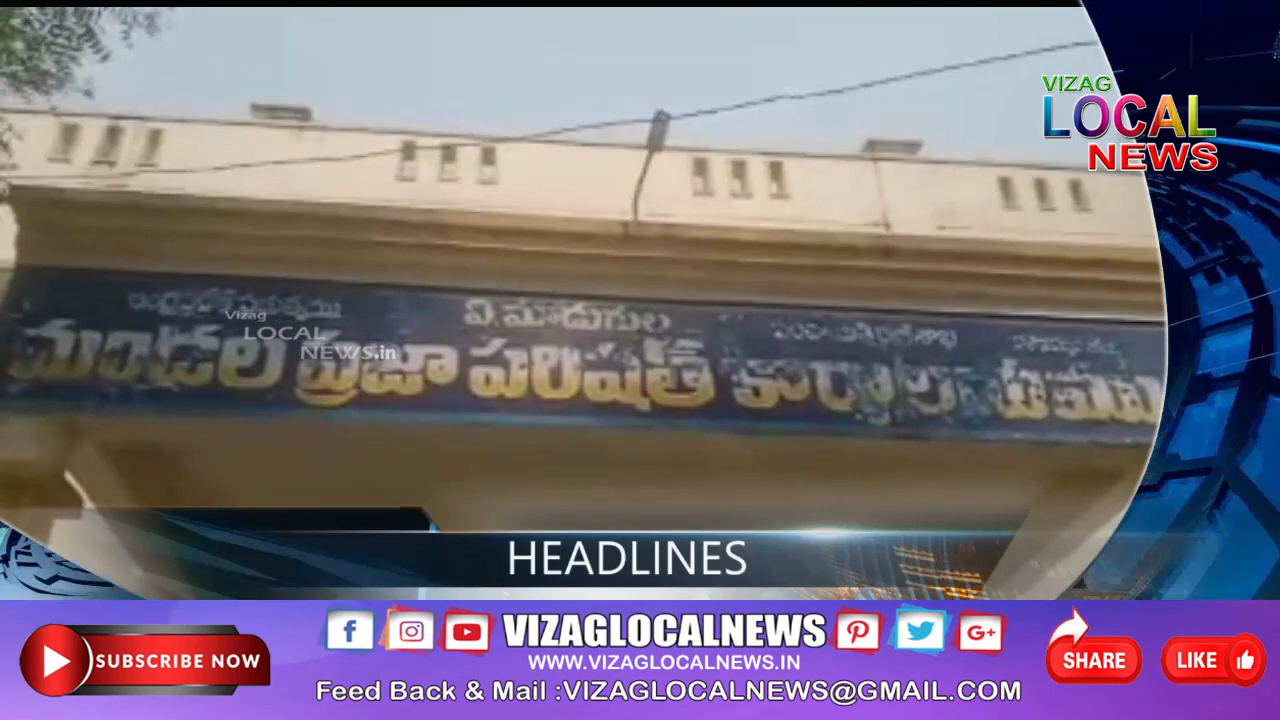 VIZAG
LOCAL
NEWS
వి.మాడుగుల
Vizag
LOCAL
NEWS.in
మండల ప్రజా పరిషత్ కార్యాలయము
HEADLINES
SUBSCRIBE NOW
VIZAGLOCALNEWS
WWW.VIZAGLOCALNEWS.IN
Feed Back & Mail :VIZAGLOCALNEWS@GMAIL.COM
SHARE
LIKE